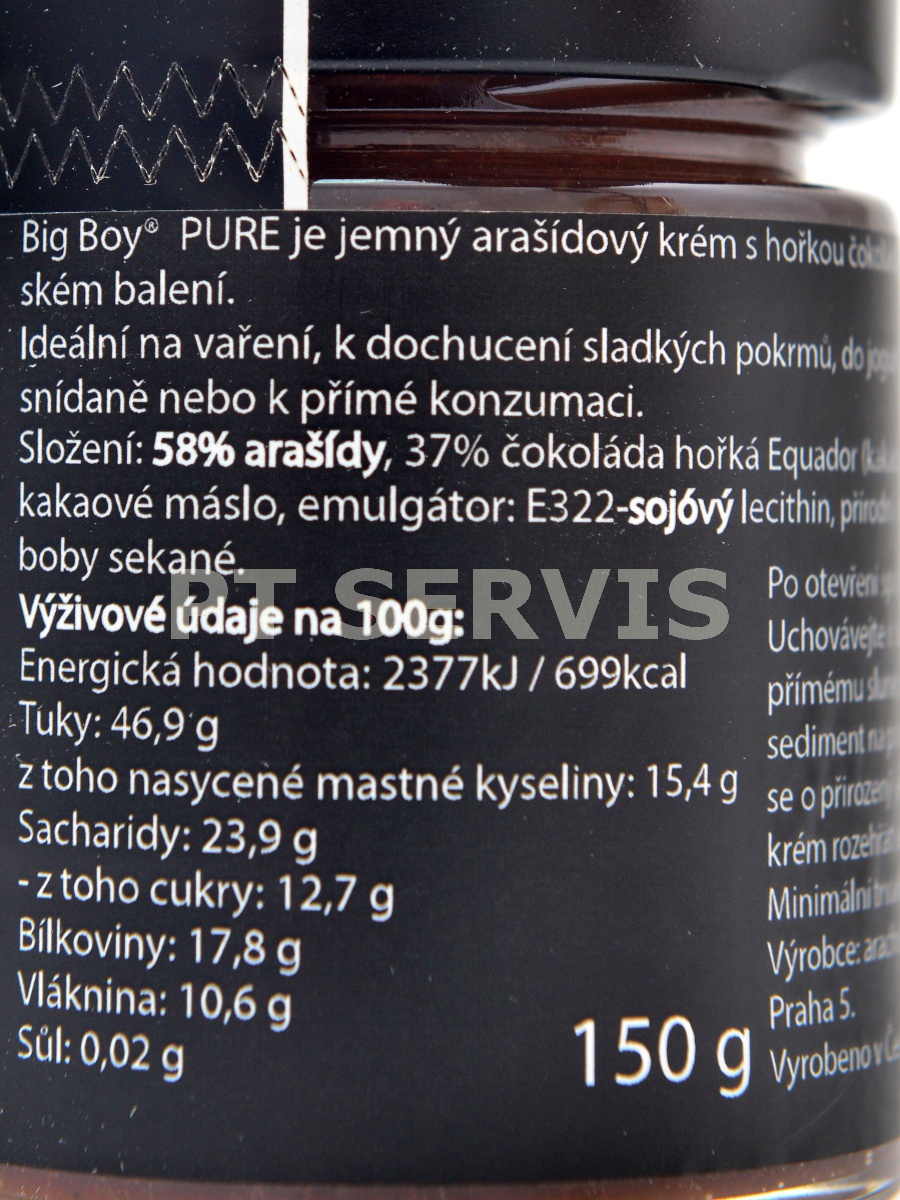 Big Boy® PURE je jemný arašídový krém s hořkou
ském balení.
Ideální na vaření, k dochucení sladkých pokrmů, do
snídaně nebo k přímé konzumaci.
Složení: 58% arašídy, 37% čokoláda hořká Equador
kakaové máslo, emulgátor: E322-sojóvý lecithin,
boby sekané.
PT SERVIS
Výživové údaje na 100g:
Energická hodnota: 2377kJ / 699kcal
Tuky: 46,9 g
z toho nasycené mastné kyseliny: 15,4 g
Sacharidy: 23,9 g
- z toho cukry: 12,7 g
Bílkoviny: 17,8 g
Vláknina: 10,6 g
Sůl: 0,02 g
150 g
Po otevření
Uchovávejte
přímému
sediment
se o
krém
Minimální
Výrobce:
Praha 5.
Vyrobeno v